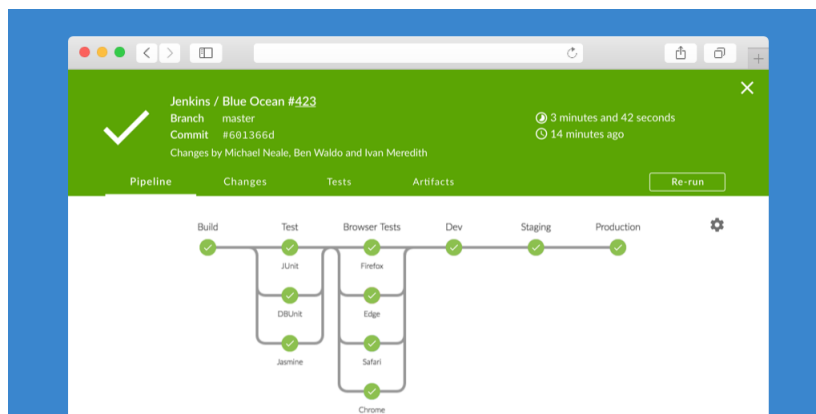 Jenkins / Blue Ocean #423
Branch master
Commit #601366d
Changes by Michael Neale, Ben Waldo and Ivan Meredith
3 minutes and 42 seconds
14 minutes ago
Pipeline Changes Tests Artifacts Re-run
Build Test Browser Tests Dev Staging Production
JUnit Firefox
DBUnit Edge
Jasmine Safari
Chrome